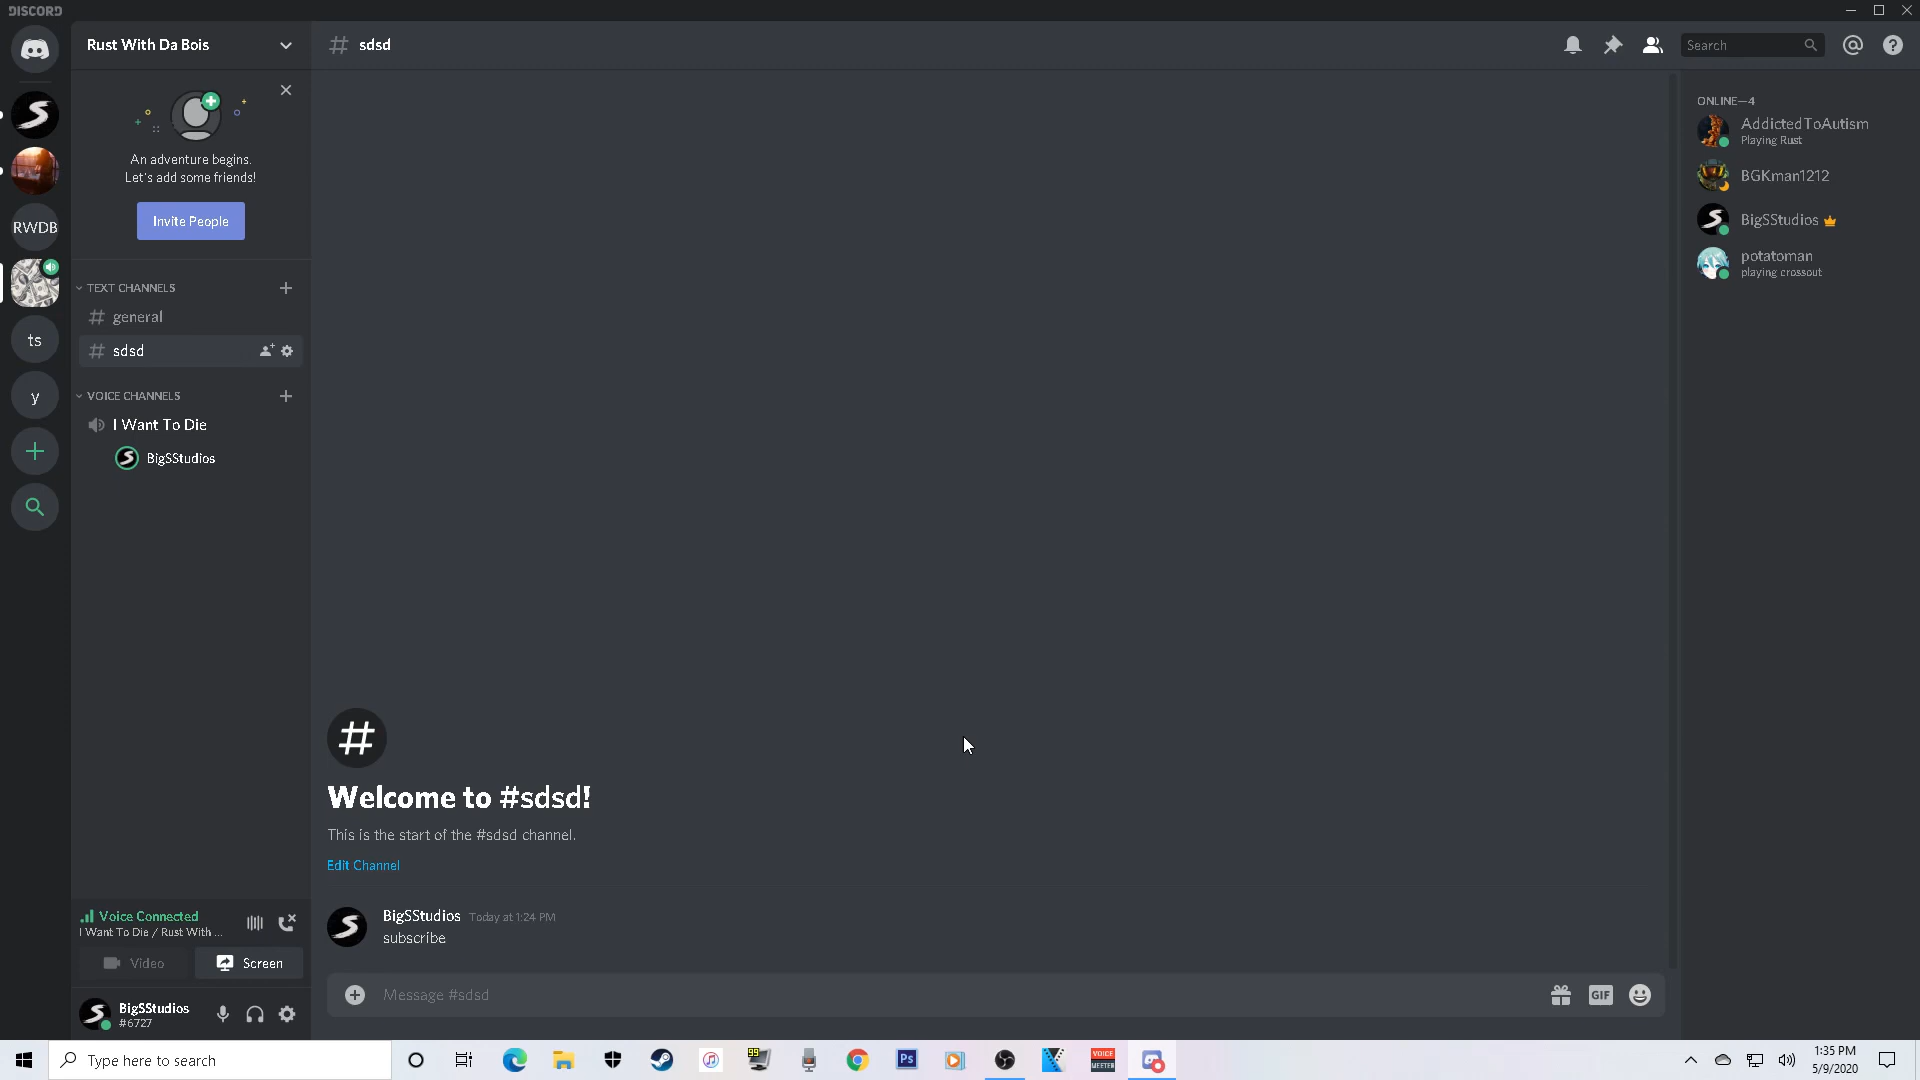 DISCORD
Rust With Da Bois
sdsd
Search
An adventure begins.
Let's add some friends!
Invite People
RWDB
ts
y
TEXT CHANNELS
general
sdsd
VOICE CHANNELS
I Want To Die
BigSStudios
ONLINE—4
AddictedToAutism
Playing Rust
BGKman1212
BigSStudios
potatoman
playing crossout
#
Welcome to #sdsd!
This is the start of the #sdsd channel.
Edit Channel
BigSStudios Today at 1:24 PM
subscribe
Voice Connected
I Want To Die / Rust With ...
Video
Screen
Message #sdsd
GIF
BigSStudios
#6727
Type here to search
99
Ps
VOICE
MEETER
1:35 PM
5/9/2020